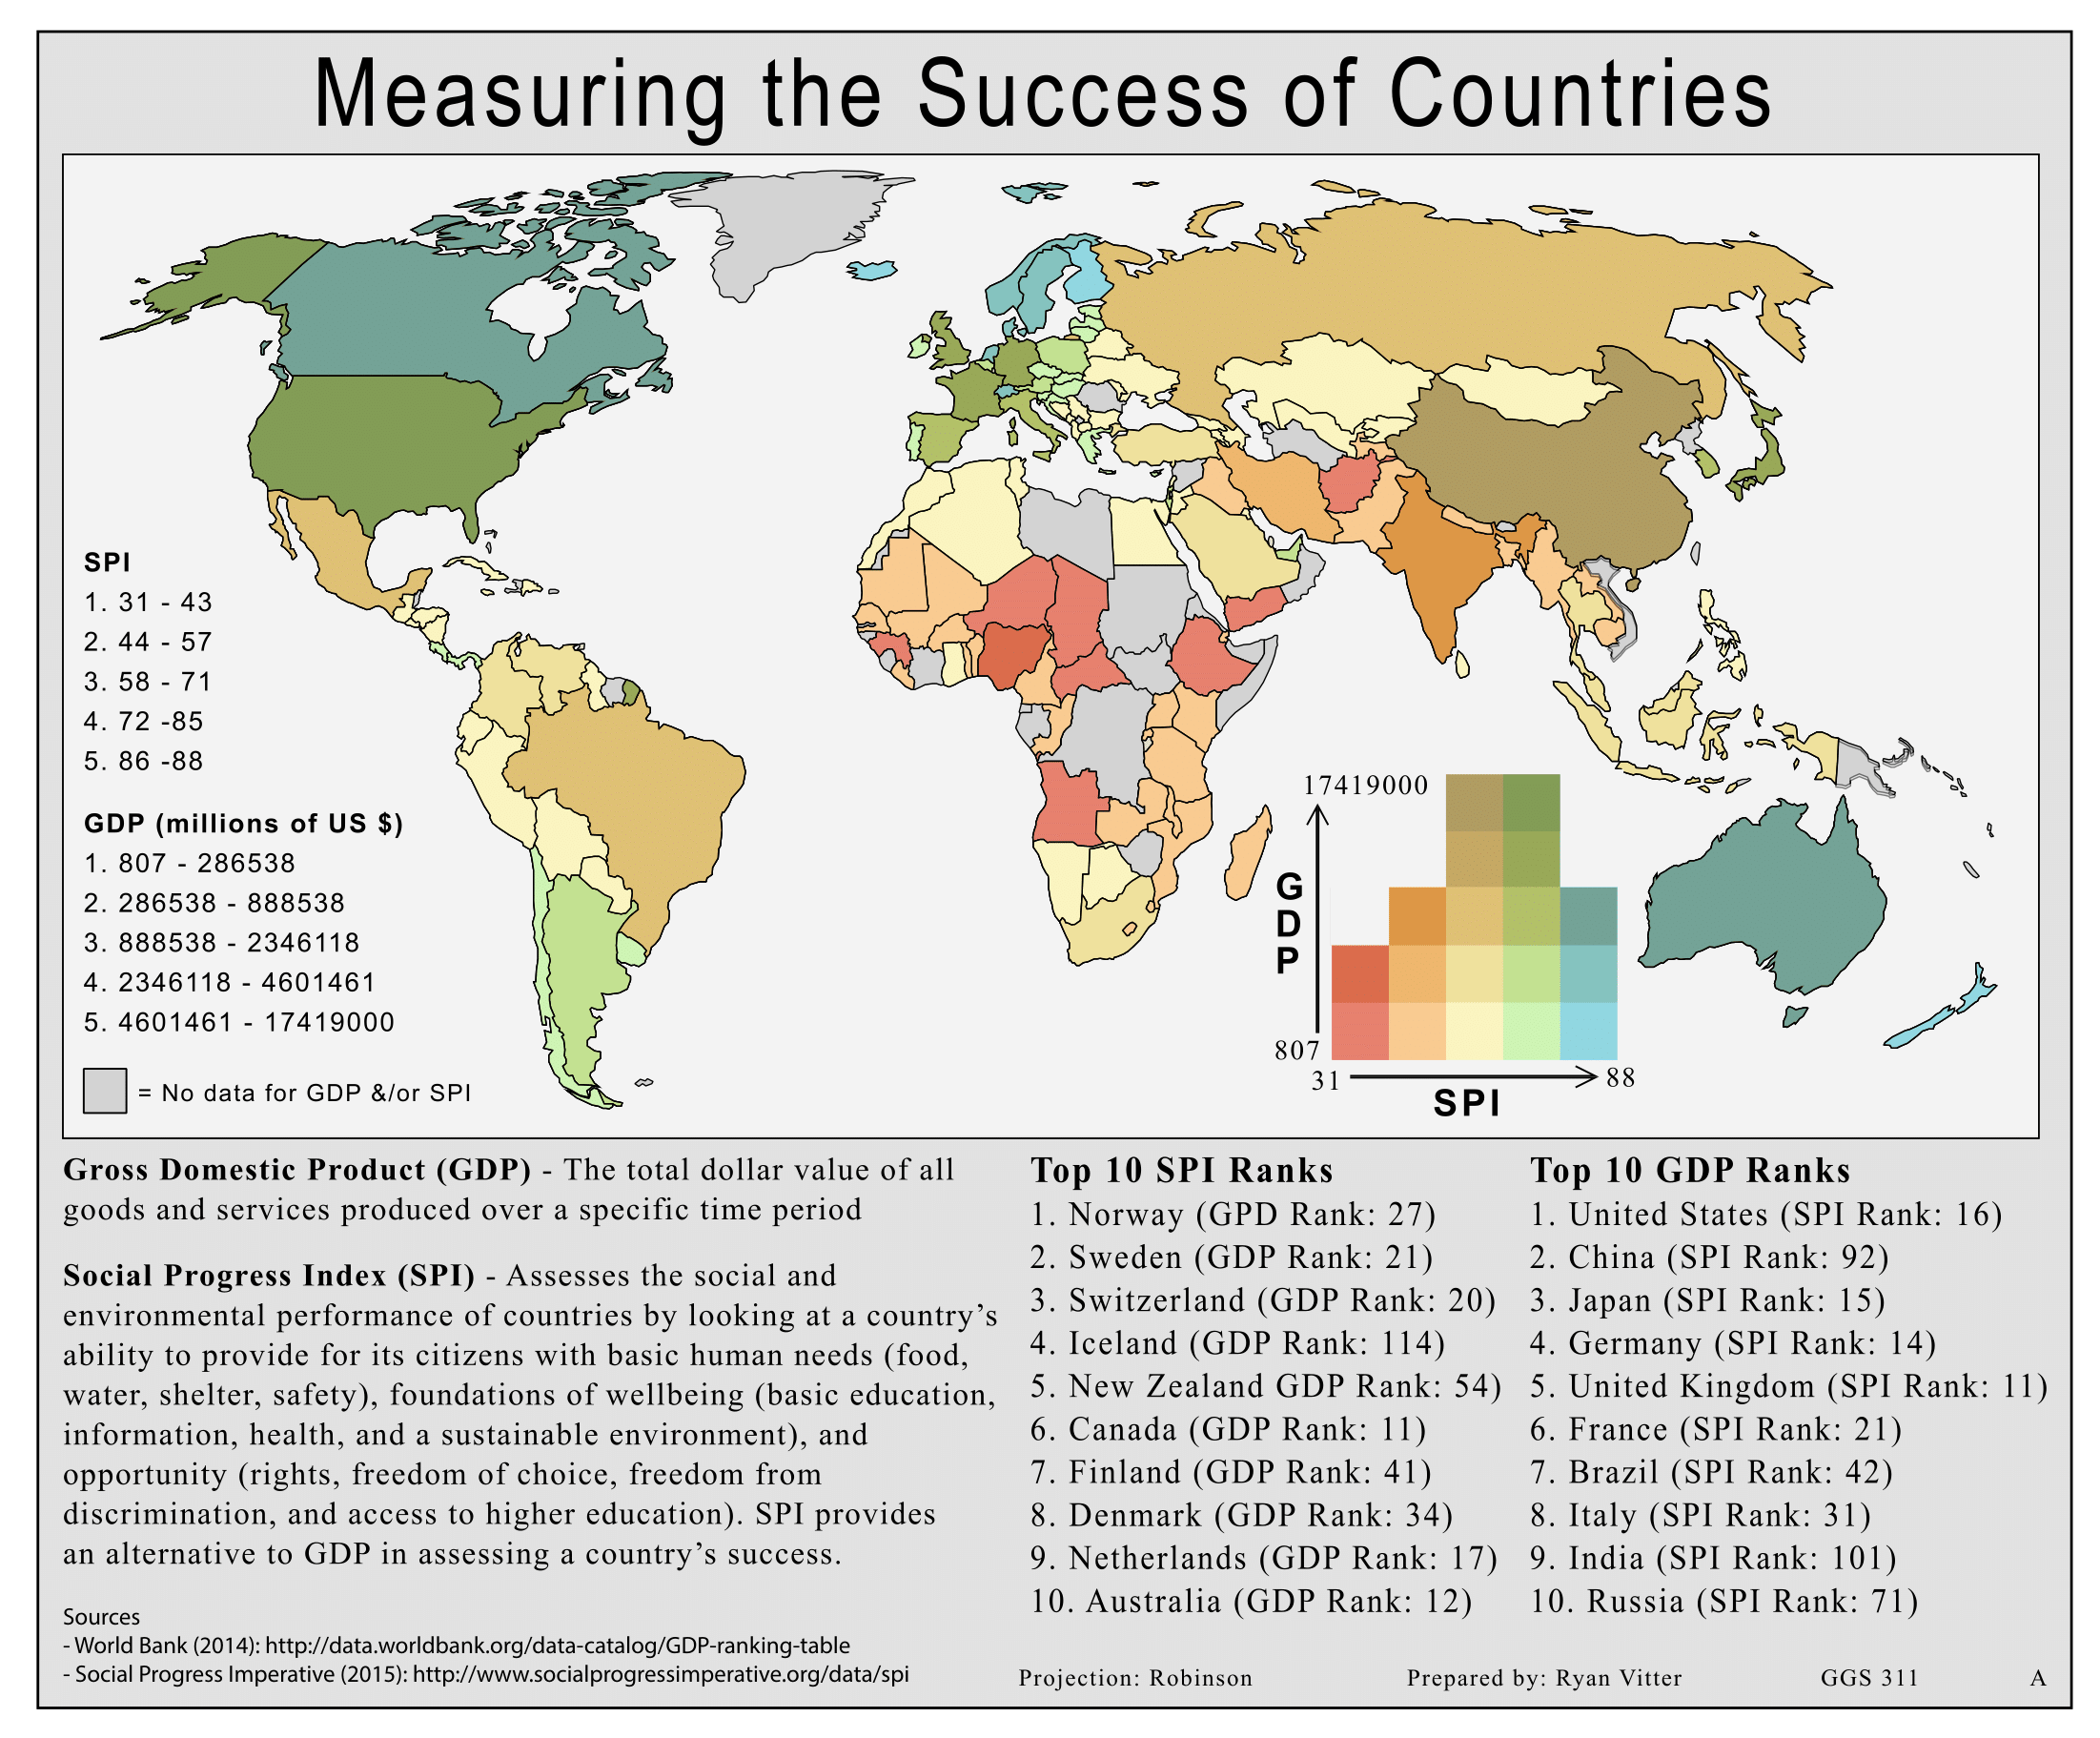 Measuring the Success of Countries
SPI
1. 31 - 43
2. 44 - 57
3. 58 - 71
4. 72 -85
5. 86 -88
GDP (millions of US $)
1. 807 - 286538
2. 286538 - 888538
3. 888538 - 2346118
4. 2346118 - 4601461
5. 4601461 - 17419000
= No data for GDP &/or SPI
17419000
G
D
P
807
31
88
SPI
Gross Domestic Product (GDP) - The total dollar value of all
goods and services produced over a specific time period
Social Progress Index (SPI) - Assesses the social and
environmental performance of countries by looking at a country’s
ability to provide for its citizens with basic human needs (food,
water, shelter, safety), foundations of wellbeing (basic education,
information, health, and a sustainable environment), and
opportunity (rights, freedom of choice, freedom from
discrimination, and access to higher education). SPI provides
an alternative to GDP in assessing a country’s success.
Sources
- World Bank (2014): http://data.worldbank.org/data-catalog/GDP-ranking-table
- Social Progress Imperative (2015): http://www.socialprogressimperative.org/data/spi
Top 10 SPI Ranks
1. Norway (GPD Rank: 27)
2. Sweden (GDP Rank: 21)
3. Switzerland (GDP Rank: 20)
4. Iceland (GDP Rank: 114)
5. New Zealand GDP Rank: 54)
6. Canada (GDP Rank: 11)
7. Finland (GDP Rank: 41)
8. Denmark (GDP Rank: 34)
9. Netherlands (GDP Rank: 17)
10. Australia (GDP Rank: 12)
Top 10 GDP Ranks
1. United States (SPI Rank: 16)
2. China (SPI Rank: 92)
3. Japan (SPI Rank: 15)
4. Germany (SPI Rank: 14)
5. United Kingdom (SPI Rank: 11)
6. France (SPI Rank: 21)
7. Brazil (SPI Rank: 42)
8. Italy (SPI Rank: 31)
9. India (SPI Rank: 101)
10. Russia (SPI Rank: 71)
Projection: Robinson Prepared by: Ryan Vitter GGS 311 A